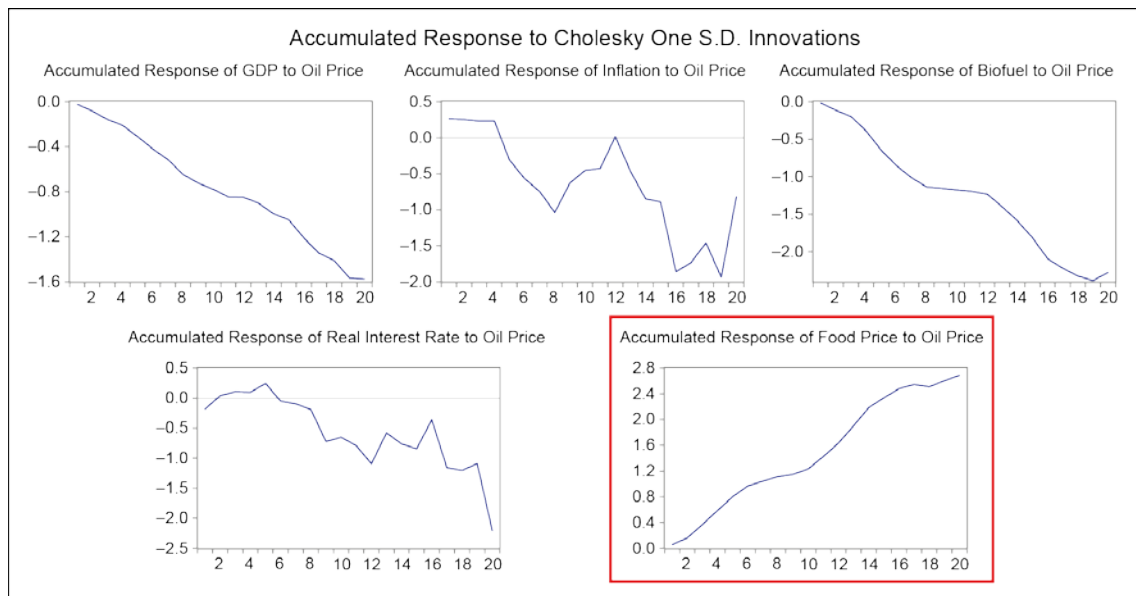 Accumulated Response to Cholesky One S.D. Innovations
Accumulated Response of GDP to Oil Price
0.0
−0.4
−0.8
−1.2
−1.6
2 4 6 8 10 12 14 16 18 20
Accumulated Response of Inflation to Oil Price
0.5
0.0
−0.5
−1.0
−1.5
−2.0
2 4 6 8 10 12 14 16 18 20
Accumulated Response of Biofuel to Oil Price
0.0
−0.5
−1.0
−1.5
−2.0
2 4 6 8 10 12 14 16 18 20
Accumulated Response of Real Interest Rate to Oil Price
0.5
0.0
−0.5
−1.0
−1.5
−2.0
−2.5
2 4 6 8 10 12 14 16 18 20
Accumulated Response of Food Price to Oil Price
2.8
2.4
2.0
1.6
1.2
0.8
0.4
0.0
2 4 6 8 10 12 14 16 18 20